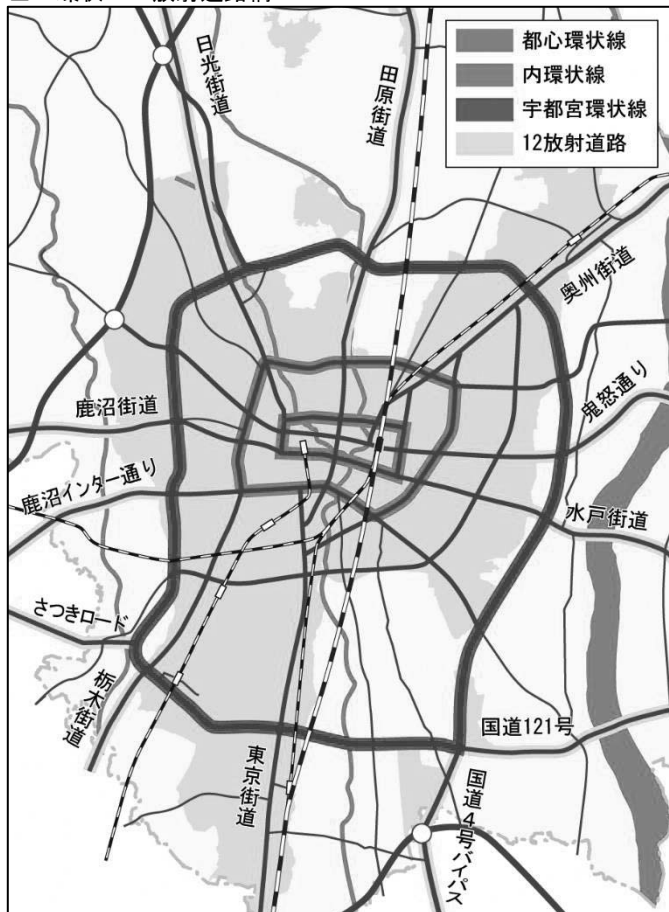 都心環状線
内環状線
宇都宮環状線
12放射道路
日光街道
田原街道
奥州街道
鹿沼街道
鬼怒通り
鹿沼インター通り
水戸街道
さつきロード
栃木街道
国道121号
東京街道
国道4号バイパス